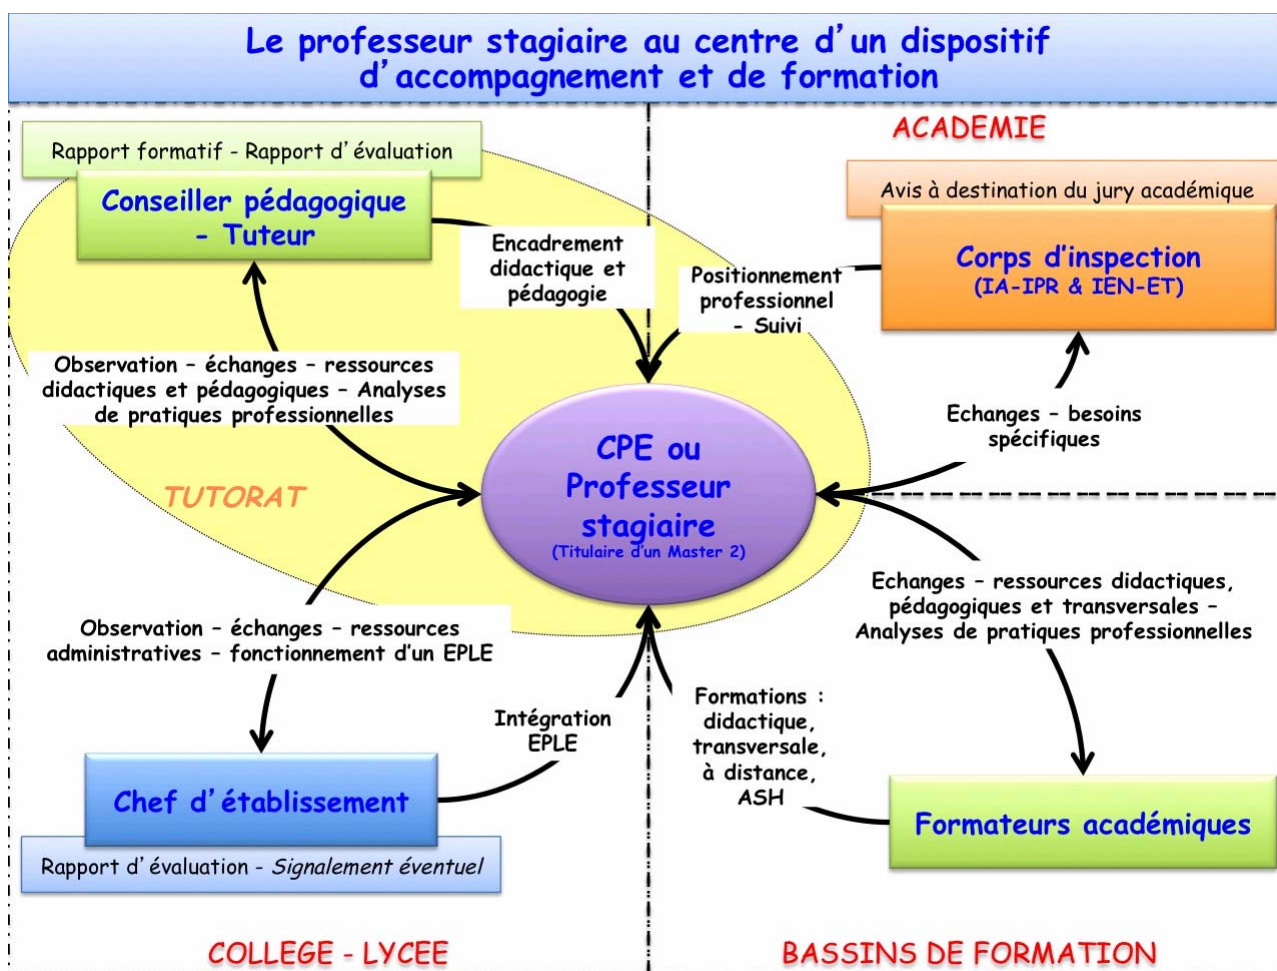 Le professeur stagiaire au centre d’un dispositif
d’accompagnement et de formation
ACADEMIE
Rapport formatif - Rapport d’évaluation
Conseiller pédagogique
- Tuteur
Avis à destination du jury académique
Corps d’inspection
(IA-IPR & IEN-ET)
Encadrement
didactique et
pédagogie
Positionnement
professionnel
– Suivi
Observation – échanges – ressources
didactiques et pédagogiques – Analyses
de pratiques professionnelles
Echanges – besoins
spécifiques
TUTORAT
CPE ou
Professeur
stagiaire
(Titulaire d’un Master 2)
Observation – échanges – ressources
administratives – fonctionnement d’un EPLE
Echanges – ressources didactiques,
pédagogiques et transversales –
Analyses de pratiques professionnelles
Intégration
EPLE
Formations :
didactique,
transversale,
à distance,
ASH
Chef d’établissement
Rapport d’évaluation - Signalement éventuel
Formateurs académiques
COLLEGE - LYCEE
BASSINS DE FORMATION